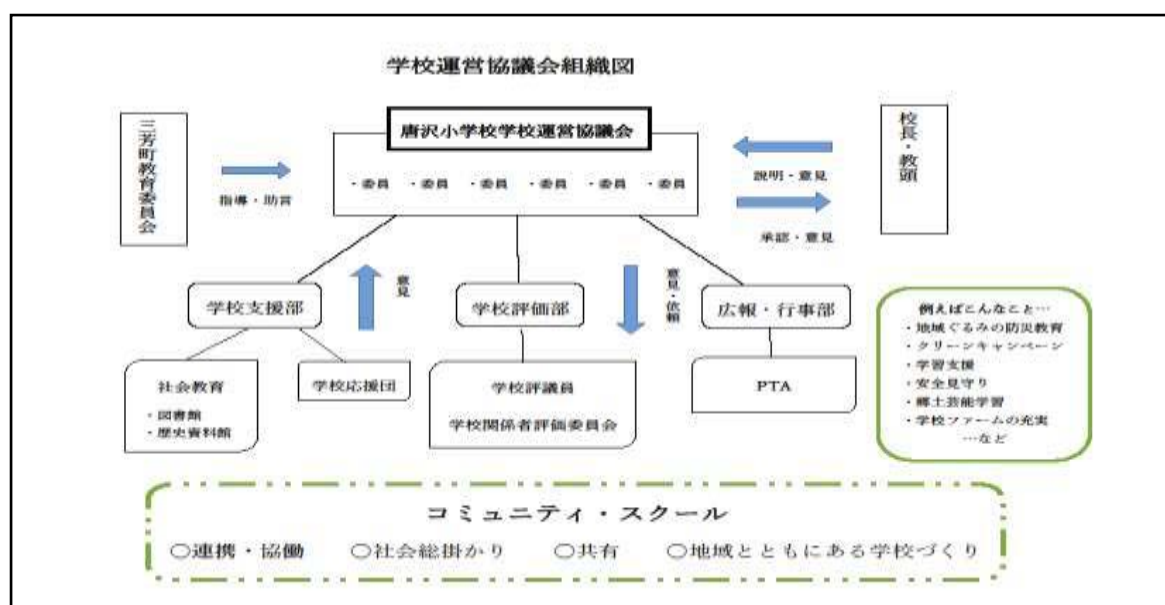 学校運営協議会組織図
三芳町教育委員会
指導・助言
唐沢小学校学校運営協議会
・委員 ・委員 ・委員 ・委員 ・委員 ・委員
説明・意見
承認・意見
校長・教頭
学校支援部
意見
学校評価部
意見・依頼
広報・行事部
社会教育
・図書館
・歴史資料館
学校応援団
学校評議員
学校関係者評価委員会
PTA
例えばこんなこと…
・地域ぐるみの防災教育
・クリーンキャンペーン
・学習支援
・安全見守り
・郷土芸能学習
・学校ファームの充実
…など
コミュニティ・スクール
○連携・協働 ○社会総掛かり ○共有 ○地域とともにある学校づくり